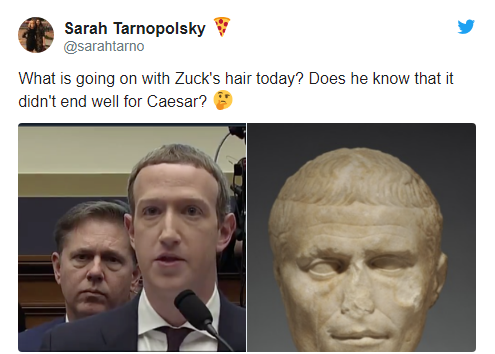 Sarah Tarnopolsky 🍕
@sarahtarno
What is going on with Zuck's hair today? Does he know that it
didn't end well for Caesar? 🤔